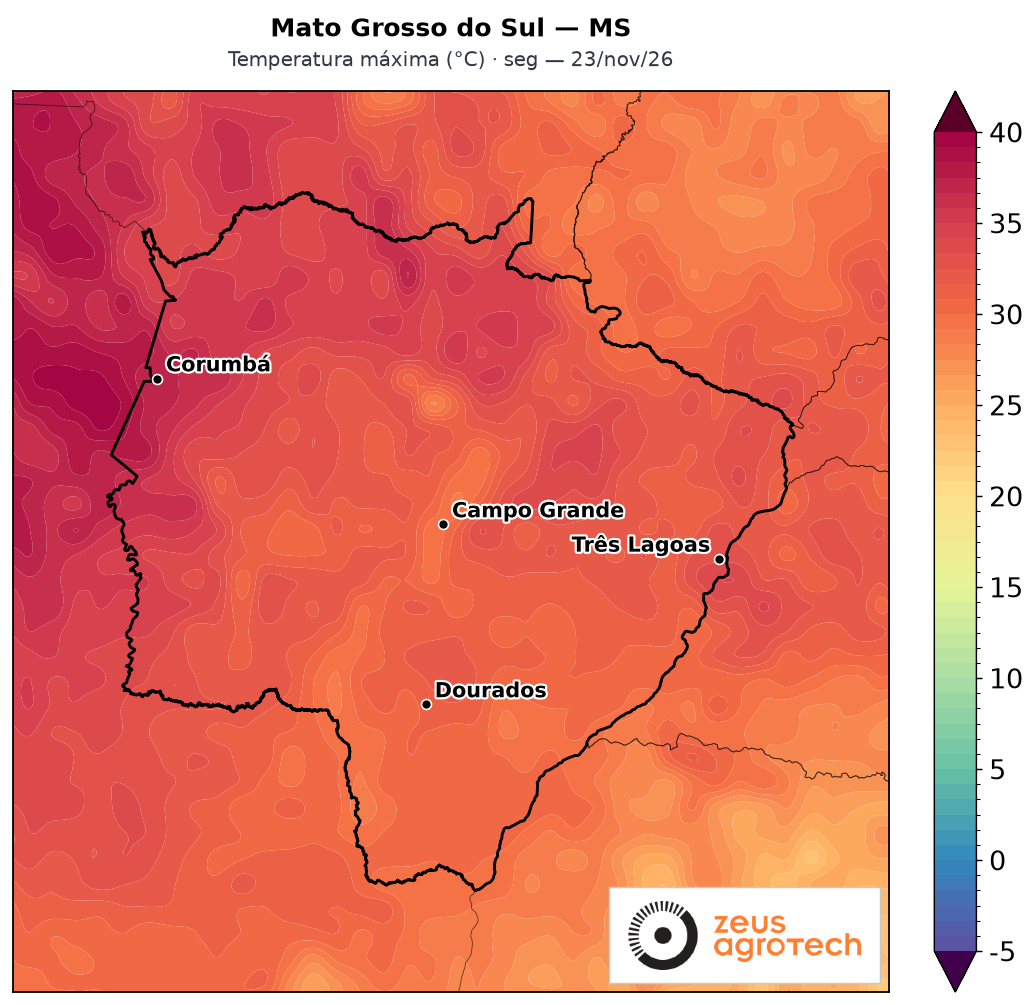 Mato Grosso do Sul — MS
Temperatura máxima (°C) · seg — 23/nov/26
40
35
30
25
20
15
10
5
0
-5
Corumbá
Campo Grande
Três Lagoas
Dourados
zeus
agrotech